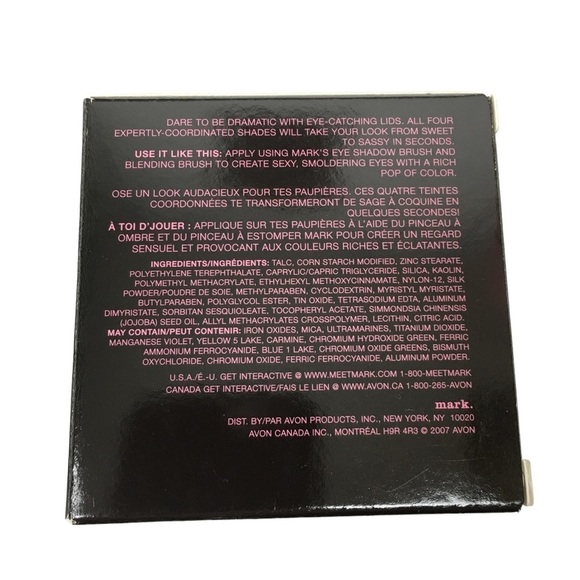 DARE TO BE DRAMATIC WITH EYE-CATCHING LIDS. ALL FOUR
EXPERTLY-COORDINATED SHADES WILL TAKE YOUR LOOK FROM SWEET
TO SASSY IN SECONDS.
USE IT LIKE THIS: APPLY USING MARK'S EYE SHADOW BRUSH AND
BLENDING BRUSH TO CREATE SEXY, SMOLDERING EYES WITH A RICH
POP OF COLOR.
OSE UN LOOK AUDACIEUX POUR TES PAUPIÈRES. CES QUATRE TEINTES
COORDONNÉES TE TRANSFORMERONT DE SAGE À COQUINE EN
QUELQUES SECONDES!
À TOI D'JOUER : APPLIQUE SUR TES PAUPIÈRES À L'AIDE DU PINCEAU À
OMBRE ET DU PINCEAU À ESTOMPER MARK POUR CRÉER UN REGARD
SENSUEL ET PROVOCANT AUX COULEURS RICHES ET ÉCLATANTES.
INGREDIENTS/INGRÉDIENTS: TALC, CORN STARCH MODIFIED, ZINC STEARATE,
POLYETHYLENE TEREPHTHALATE, CAPRYLIC/CAPRIC TRIGLYCERIDE, SILICA, KAOLIN,
POLYMETHYL METHACRYLATE, ETHYLHEXYL METHOXYCINNAMATE, NYLON-12, SILK
POWDER/POUDRE DE SOIE, METHYLPARABEN, CYCLODEXTRIN, MYRISTYL MYRISTATE,
BUTYLPARABEN, POLYGLYCOL ESTER, TIN OXIDE, TETRASODIUM EDTA, ALUMINUM
DIMYRISTATE, SORBITAN SESQUIOLEATE, TOCOPHERYL ACETATE, SIMMONDSIA CHINENSIS
(JOJOBA) SEED OIL, ALLYL METHACRYLATES CROSSPOLYMER, LECITHIN, CITRIC ACID.
MAY CONTAIN/PEUT CONTENIR: IRON OXIDES, MICA, ULTRAMARINES, TITANIUM DIOXIDE,
MANGANESE VIOLET, YELLOW 5 LAKE, CARMINE, CHROMIUM HYDROXIDE GREEN, FERRIC
AMMONIUM FERROCYANIDE, BLUE 1 LAKE, CHROMIUM OXIDE GREENS, BISMUTH
OXYCHLORIDE, CHROMIUM OXIDE, FERRIC FERROCYANIDE, ALUMINUM POWDER.
U.S.A./É.-U. GET INTERACTIVE @ WWW.MEETMARK.COM 1-800-MEETMARK
CANADA GET INTERACTIVE/FAIS LE LIEN @ WWW.AVON.CA 1-800-265-AVON
mark.
DIST. BY/PAR AVON PRODUCTS, INC., NEW YORK, NY 10020
AVON CANADA INC., MONTRÉAL H9R 4R3 © 2007 AVON